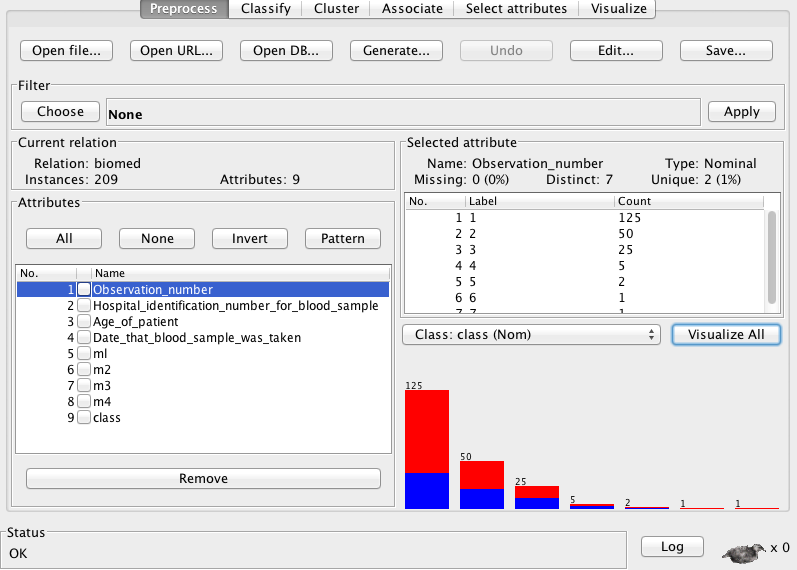 Preprocess Classify Cluster Associate Select attributes Visualize
Open file... Open URL... Open DB... Generate... Undo Edit... Save...
Filter
Choose None Apply
Current relation
Relation: biomed
Instances: 209 Attributes: 9
Attributes
All None Invert Pattern
No. Name
1 Observation_number
2 Hospital_identification_number_for_blood_sample
3 Age_of_patient
4 Date_that_blood_sample_was_taken
5 ml
6 m2
7 m3
8 m4
9 class
Remove
Selected attribute
Name: Observation_number Type: Nominal
Missing: 0 (0%) Distinct: 7 Unique: 2 (1%)
No. Label Count
1 1 125
2 2 50
3 3 25
4 4 5
5 5 2
6 6 1
7 7 1
Class: class (Nom) Visualize All
125
50
25
5
2
1
1
Status
OK
Log x 0